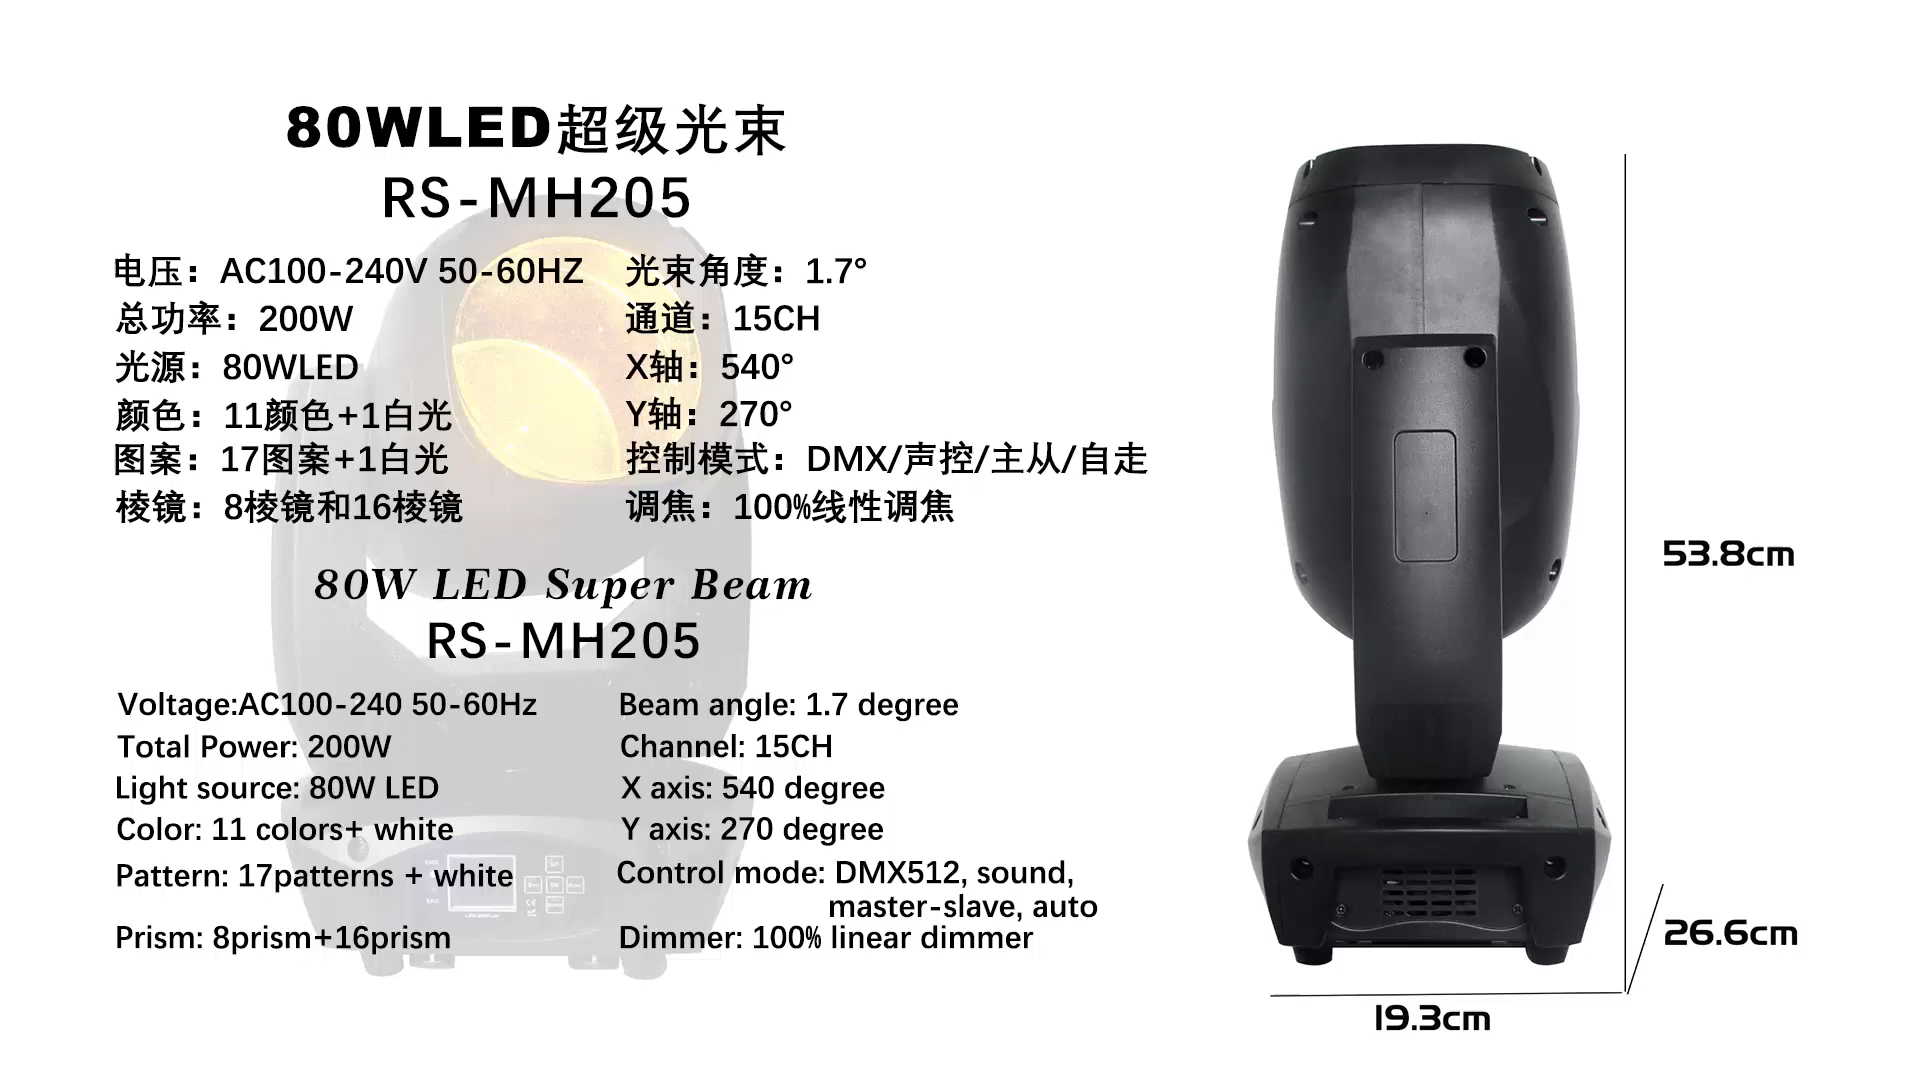 80WLED超级光束
RS-MH205
电压：AC100-240V 50-60HZ
光束角度：1.7°
总功率：200W
通道：15CH
光源：80WLED
X轴：540°
颜色：11颜色+1白光
Y轴：270°
图案：17图案+1白光
控制模式：DMX/声控/主从/自走
棱镜：8棱镜和16棱镜
调焦：100%线性调焦
80W LED Super Beam
RS-MH205
Voltage:AC100-240 50-60Hz
Beam angle: 1.7 degree
Total Power: 200W
Channel: 15CH
Light source: 80W LED
X axis: 540 degree
Color: 11 colors+ white
Y axis: 270 degree
Pattern: 17patterns + white
Control mode: DMX512, sound,
master-slave, auto
Prism: 8prism+16prism
Dimmer: 100% linear dimmer
53.8cm
26.6cm
19.3cm